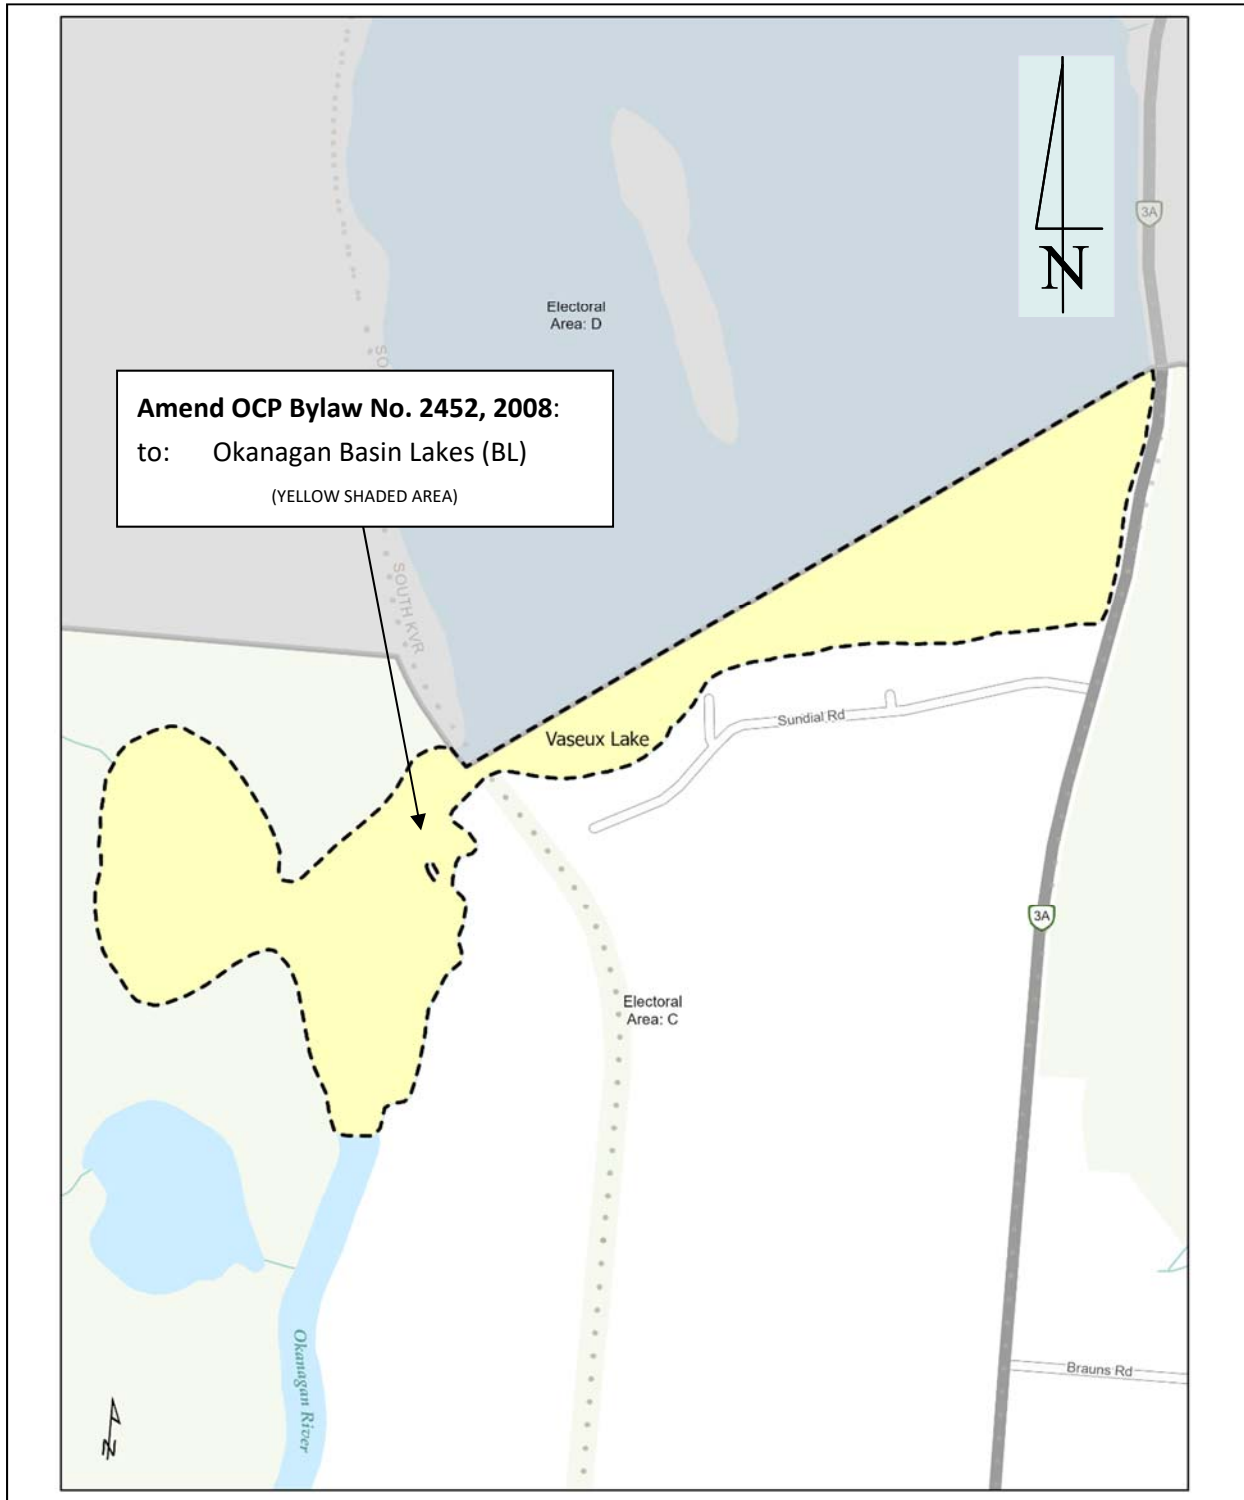 3A
N
Electoral
Area: D
SO
Amend OCP Bylaw No. 2452, 2008:
to: Okanagan Basin Lakes (BL)
(YELLOW SHADED AREA)
SOUTH KVR
Sundial Rd
Vaseux Lake
3A
Electoral
Area: C
Okanagan River
Brauns Rd
N